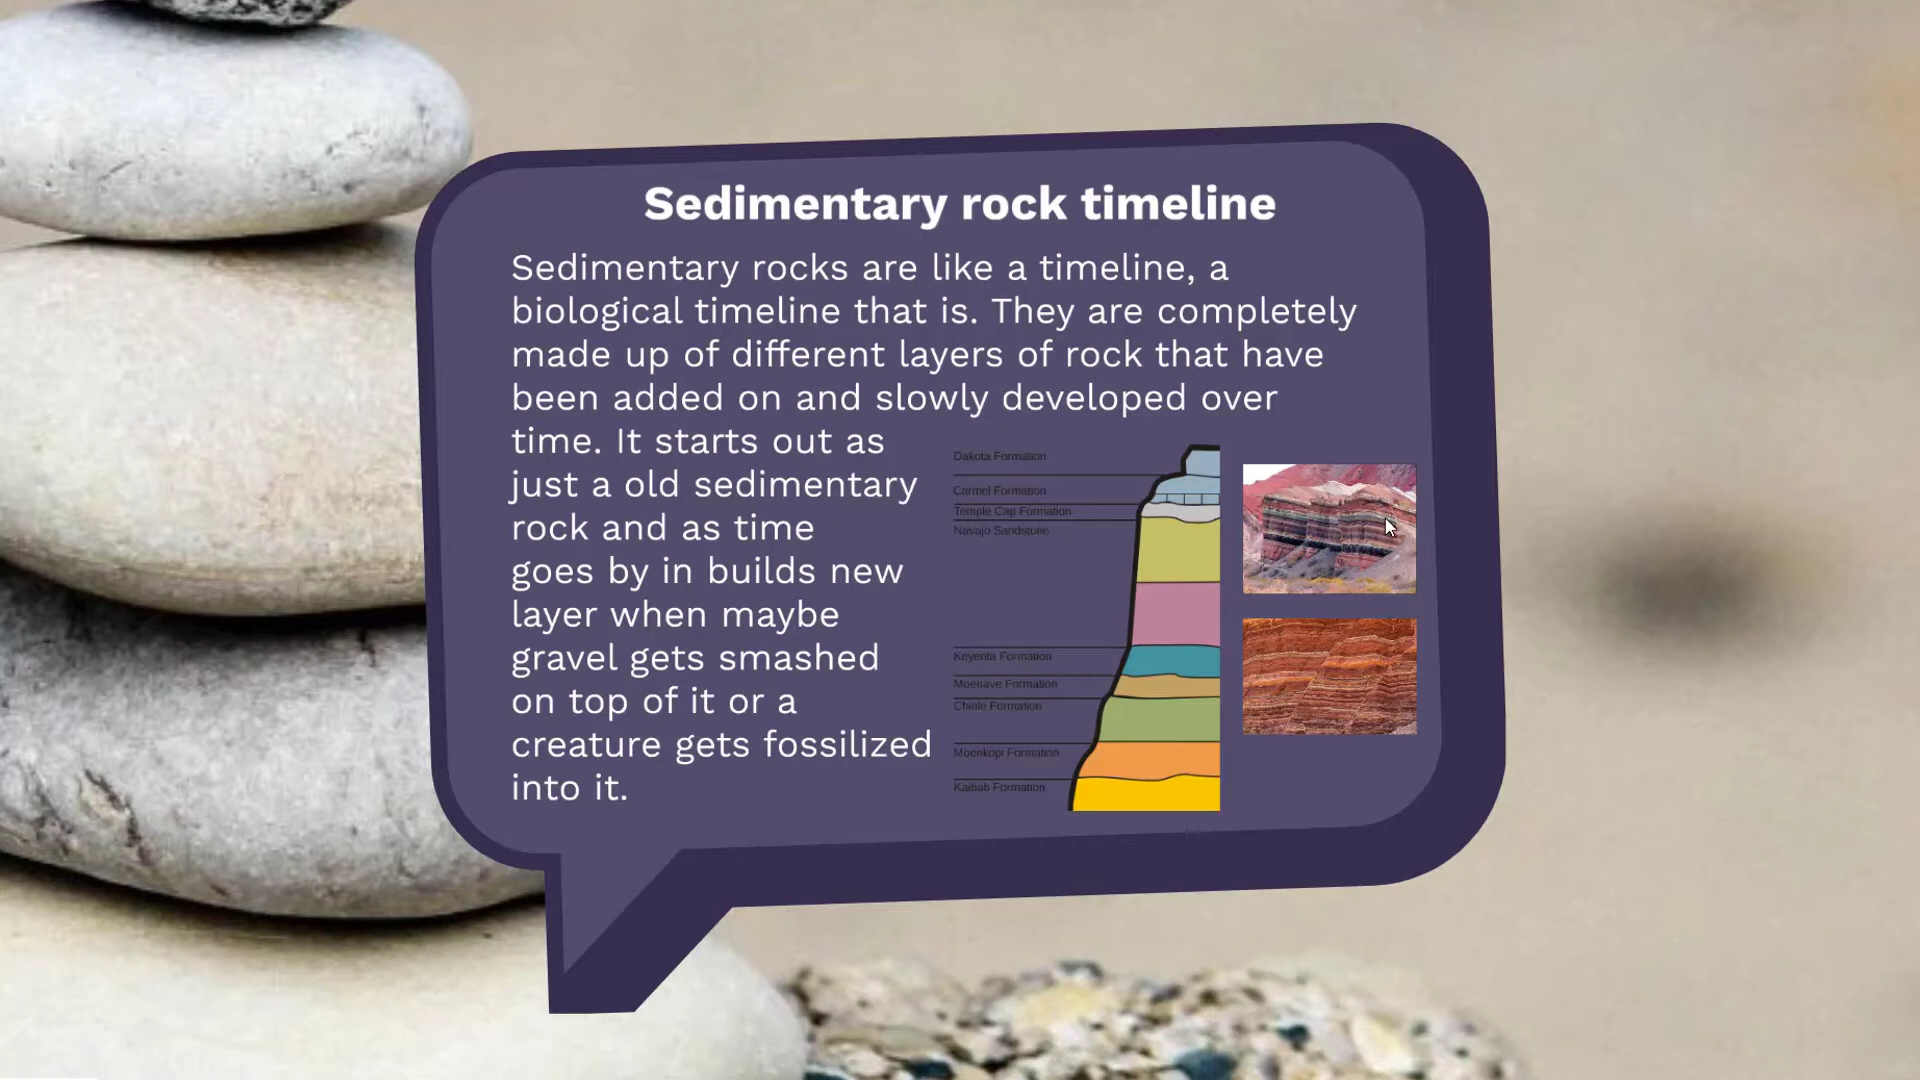 Sedimentary rock timeline
Sedimentary rocks are like a timeline, a
biological timeline that is. They are completely
made up of different layers of rock that have
been added on and slowly developed over
time. It starts out as
just a old sedimentary
rock and as time
goes by in builds new
layer when maybe
gravel gets smashed
on top of it or a
creature gets fossilized
into it.
Dakota Formation
Carmel Formation
Temple Cap Formation
Navajo Sandstone
Keyenta Formation
Moenave Formation
Chinle Formation
Moenkopi Formation
Kaibab Formation